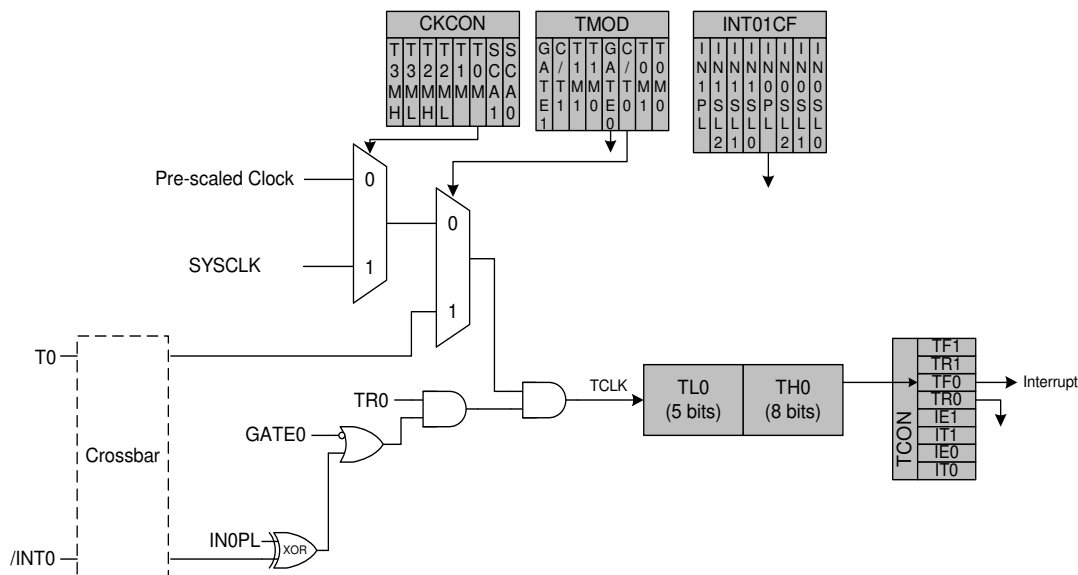 CKCON
T3MH
T3ML
T2MH
T2ML
T1M
T0M
SCA1
SCA0
TMOD
GATE1
C/T1
T1M1
T1M0
GATE0
C/T0
T0M1
T0M0
INT01CF
IN1PL
IN1SL2
IN1SL1
IN1SL0
IN0PL
IN0SL2
IN0SL1
IN0SL0
Pre-scaled Clock
0
SYSCLK
1
0
1
T0
Crossbar
/INT0
TR0
GATE0
IN0PL
XOR
TCLK
TL0
(5 bits)
TH0
(8 bits)
TCON
TF1
TR1
TF0
TR0
IE1
IT1
IE0
IT0
Interrupt